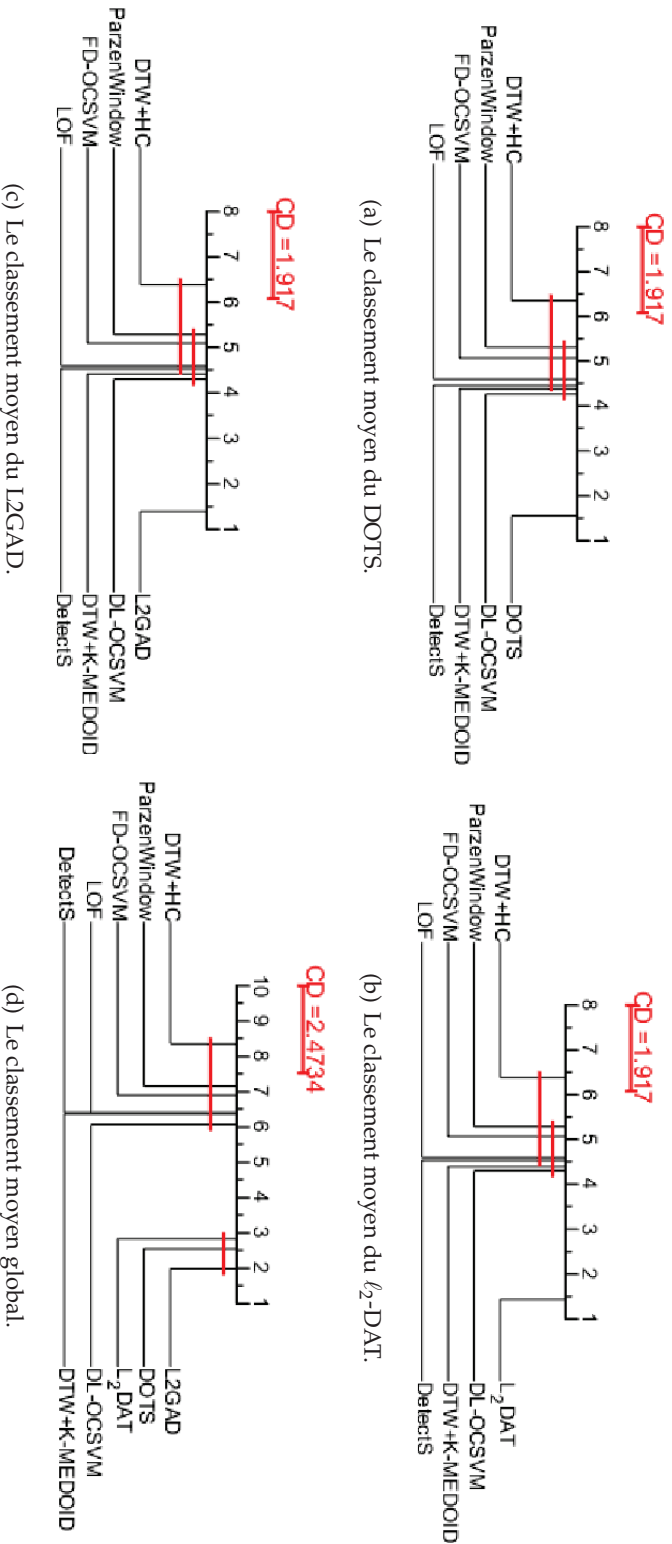 CD =1.917
8 7 6 5 4 3 2 1
DTW+HC
ParzenWindow
FD-OCSVM
LOF
DOTS
DL-OCSVM
DTW+K-MEDOID
DetectS
(a) Le classement moyen du DOTS.
CD =1.917
8 7 6 5 4 3 2 1
DTW+HC
ParzenWindow
FD-OCSVM
LOF
L2DAT
DL-OCSVM
DTW+K-MEDOID
DetectS
(b) Le classement moyen du ℓ2-DAT.
CD =1.917
8 7 6 5 4 3 2 1
DTW+HC
ParzenWindow
FD-OCSVM
LOF
L2GAD
DL-OCSVM
DTW+K-MEDOID
DetectS
(c) Le classement moyen du L2GAD.
CD =2.4734
10 9 8 7 6 5 4 3 2 1
DTW+HC
ParzenWindow
FD-OCSVM
LOF
DetectS
L2GAD
DOTS
L2DAT
DL-OCSVM
DTW+K-MEDOID
(d) Le classement moyen global.